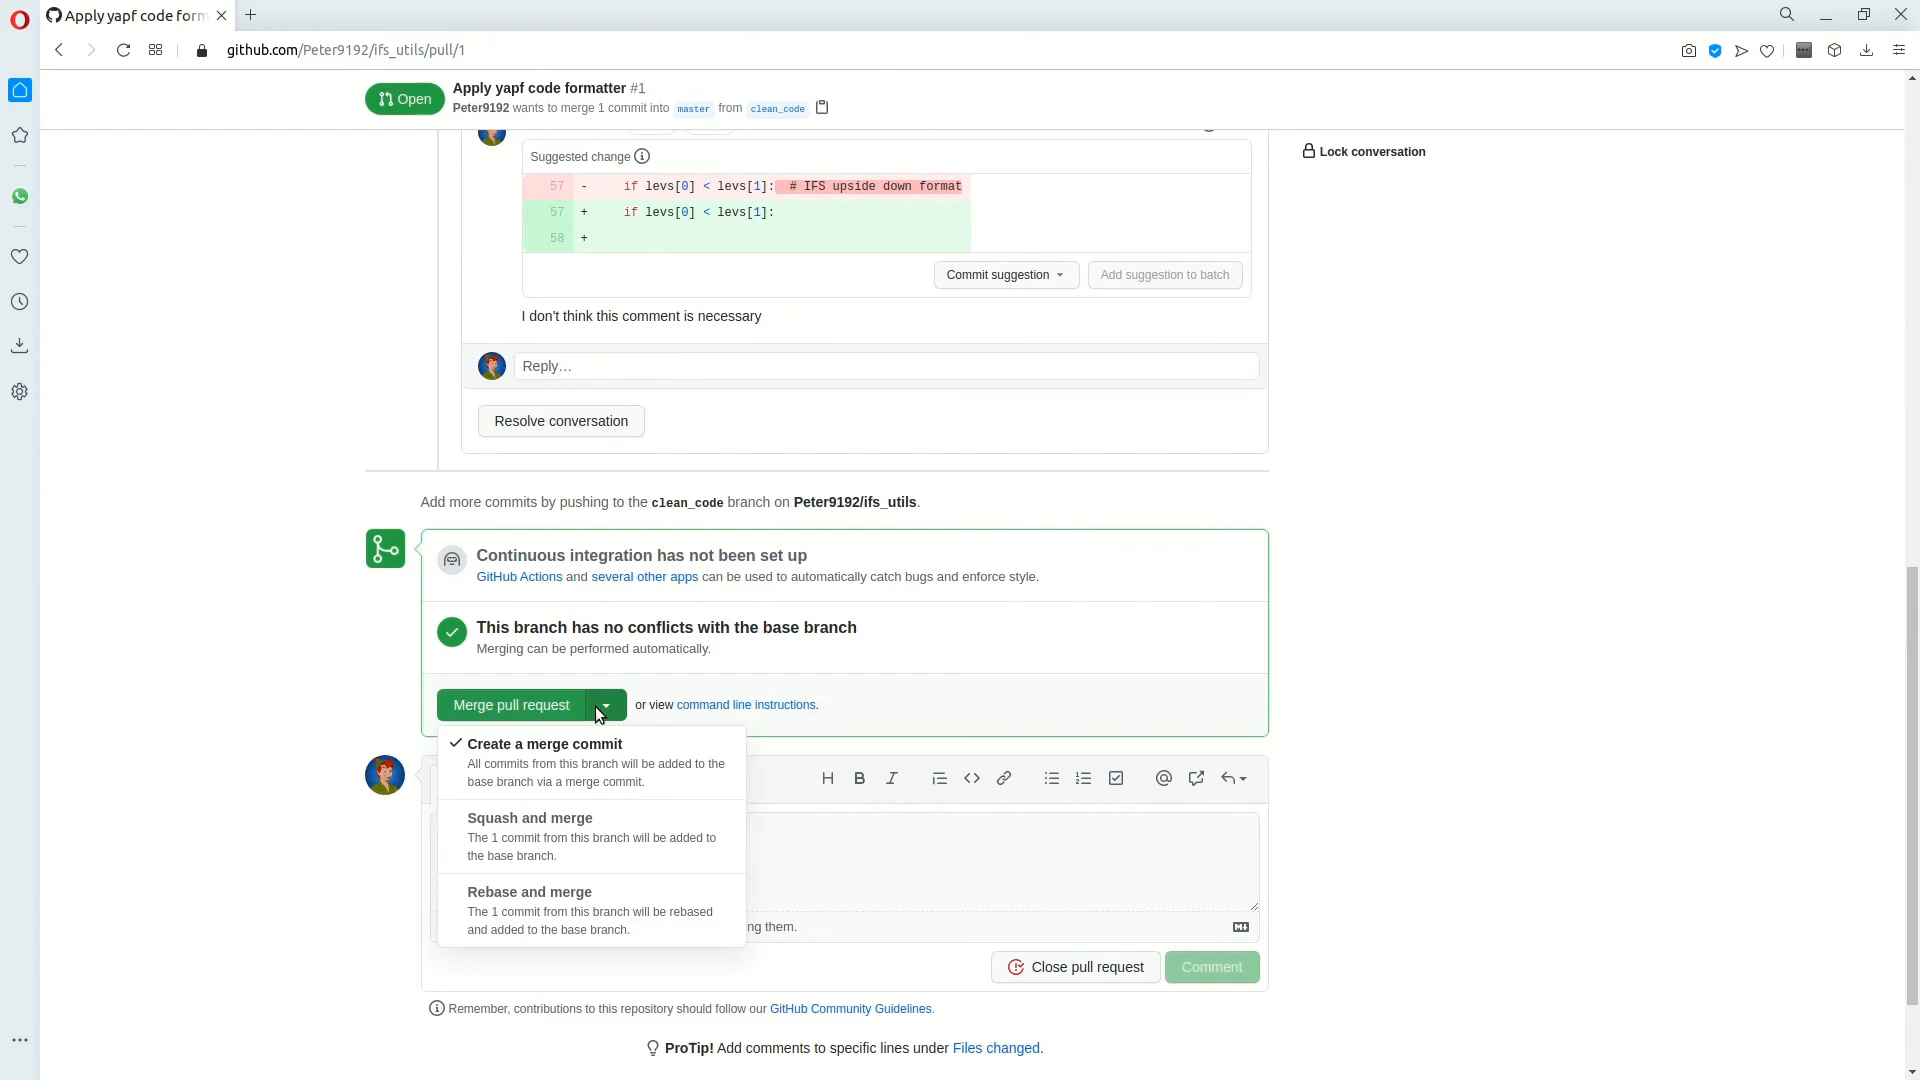 Apply yapf code form
github.com/Peter9192/ifs_utils/pull/1
Open
Apply yapf code formatter #1
Peter9192 wants to merge 1 commit into master from clean_code
Lock conversation
Suggested change
57 - if levs[0] < levs[1]: # IFS upside down format
57 + if levs[0] < levs[1]:
58 +
Commit suggestion
Add suggestion to batch
I don't think this comment is necessary
Reply…
Resolve conversation
Add more commits by pushing to the clean_code branch on Peter9192/ifs_utils.
Continuous integration has not been set up
GitHub Actions and several other apps can be used to automatically catch bugs and enforce style.
This branch has no conflicts with the base branch
Merging can be performed automatically.
Merge pull request
or view command line instructions.
Create a merge commit
All commits from this branch will be added to the
base branch via a merge commit.
Squash and merge
The 1 commit from this branch will be added to
the base branch.
Rebase and merge
The 1 commit from this branch will be rebased
and added to the base branch.
H B I
ng them.
Close pull request
Comment
Remember, contributions to this repository should follow our GitHub Community Guidelines.
ProTip! Add comments to specific lines under Files changed.